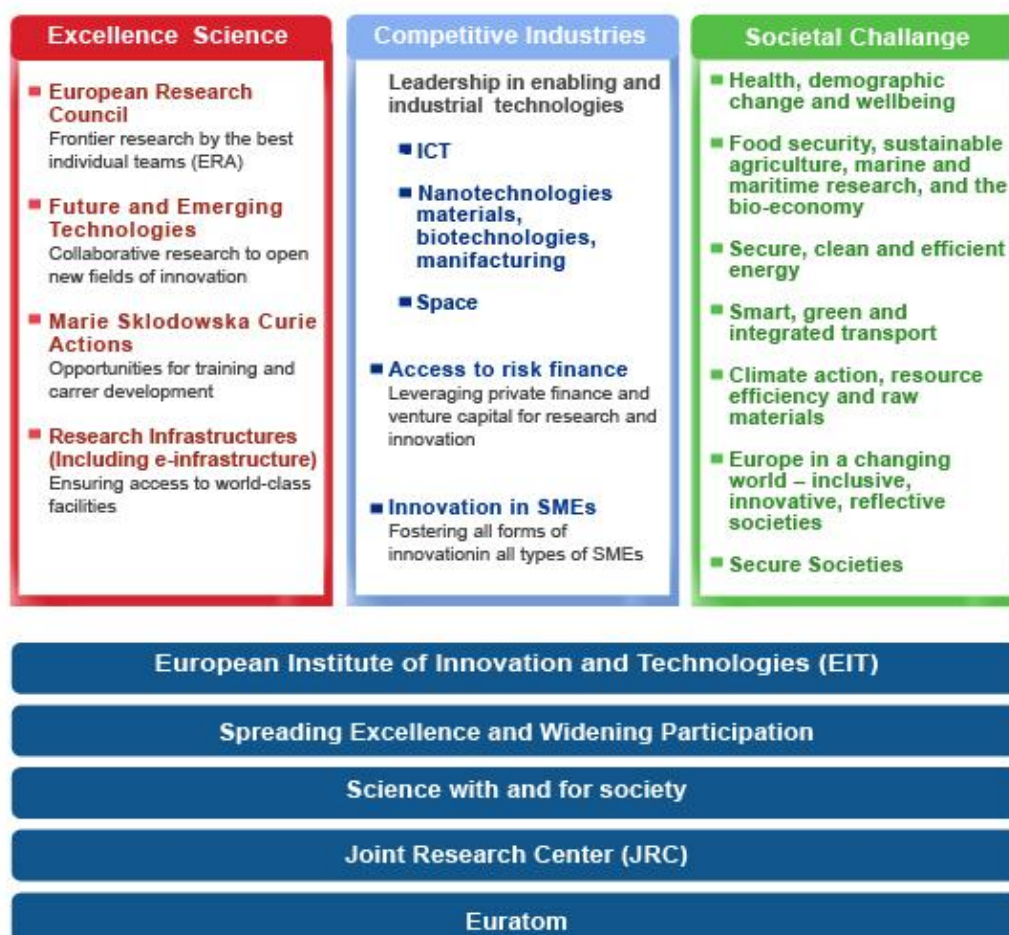 Excellence Science
European Research
Council
Frontier research by the best
individual teams (ERA)
Future and Emerging
Technologies
Collaborative research to open
new fields of innovation
Marie Sklodowska Curie
Actions
Opportunities for training and
carrer development
Research Infrastructures
(Including e-infrastructure)
Ensuring access to world-class
facilities
Competitive Industries
Leadership in enabling and
industrial technologies
ICT
Nanotechnologies
materials,
biotechnologies,
manifacturing
Space
Access to risk finance
Leveraging private finance and
venture capital for research and
innovation
Innovation in SMEs
Fostering all forms of
innovationin all types of SMEs
Societal Challange
Health, demographic
change and wellbeing
Food security, sustainable
agriculture, marine and
maritime research, and the
bio-economy
Secure, clean and efficient
energy
Smart, green and
integrated transport
Climate action, resource
efficiency and raw
materials
Europe in a changing
world – inclusive,
innovative, reflective
societies
Secure Societies
European Institute of Innovation and Technologies (EIT)
Spreading Excellence and Widening Participation
Science with and for society
Joint Research Center (JRC)
Euratom